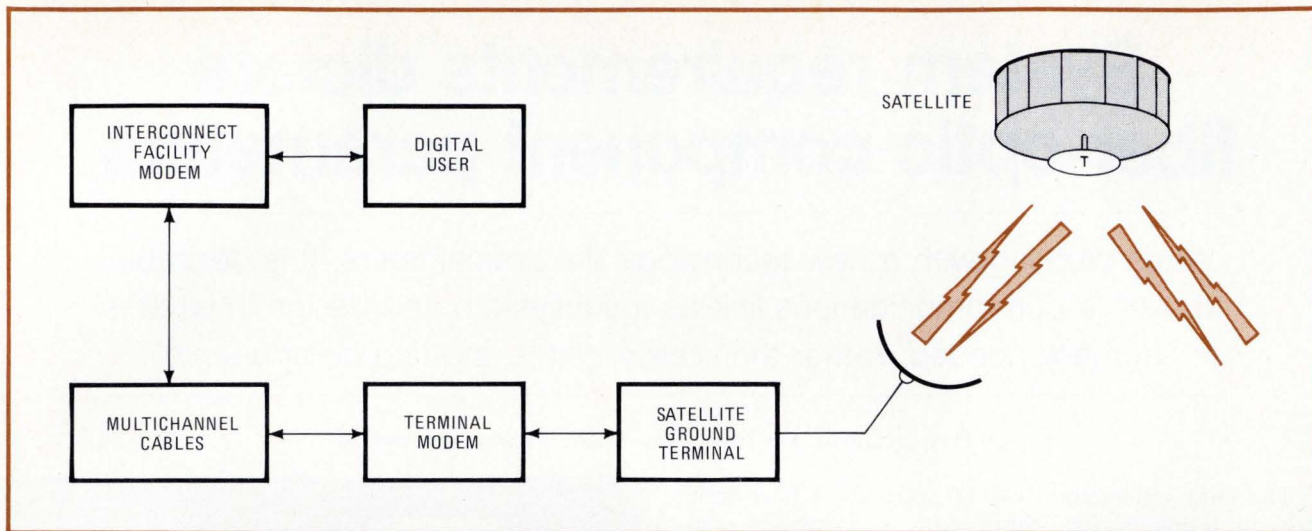 INTERCONNECT
FACILITY
MODEM
DIGITAL
USER
SATELLITE
MULTICHANNEL
CABLES
TERMINAL
MODEM
SATELLITE
GROUND
TERMINAL